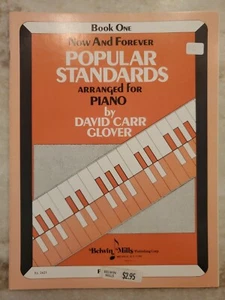 Book One
Now And Forever
POPULAR
STANDARDS
ARRANGED for
PIANO
by
DAVID CARR
GLOVER
Belwin Mills
$2.95